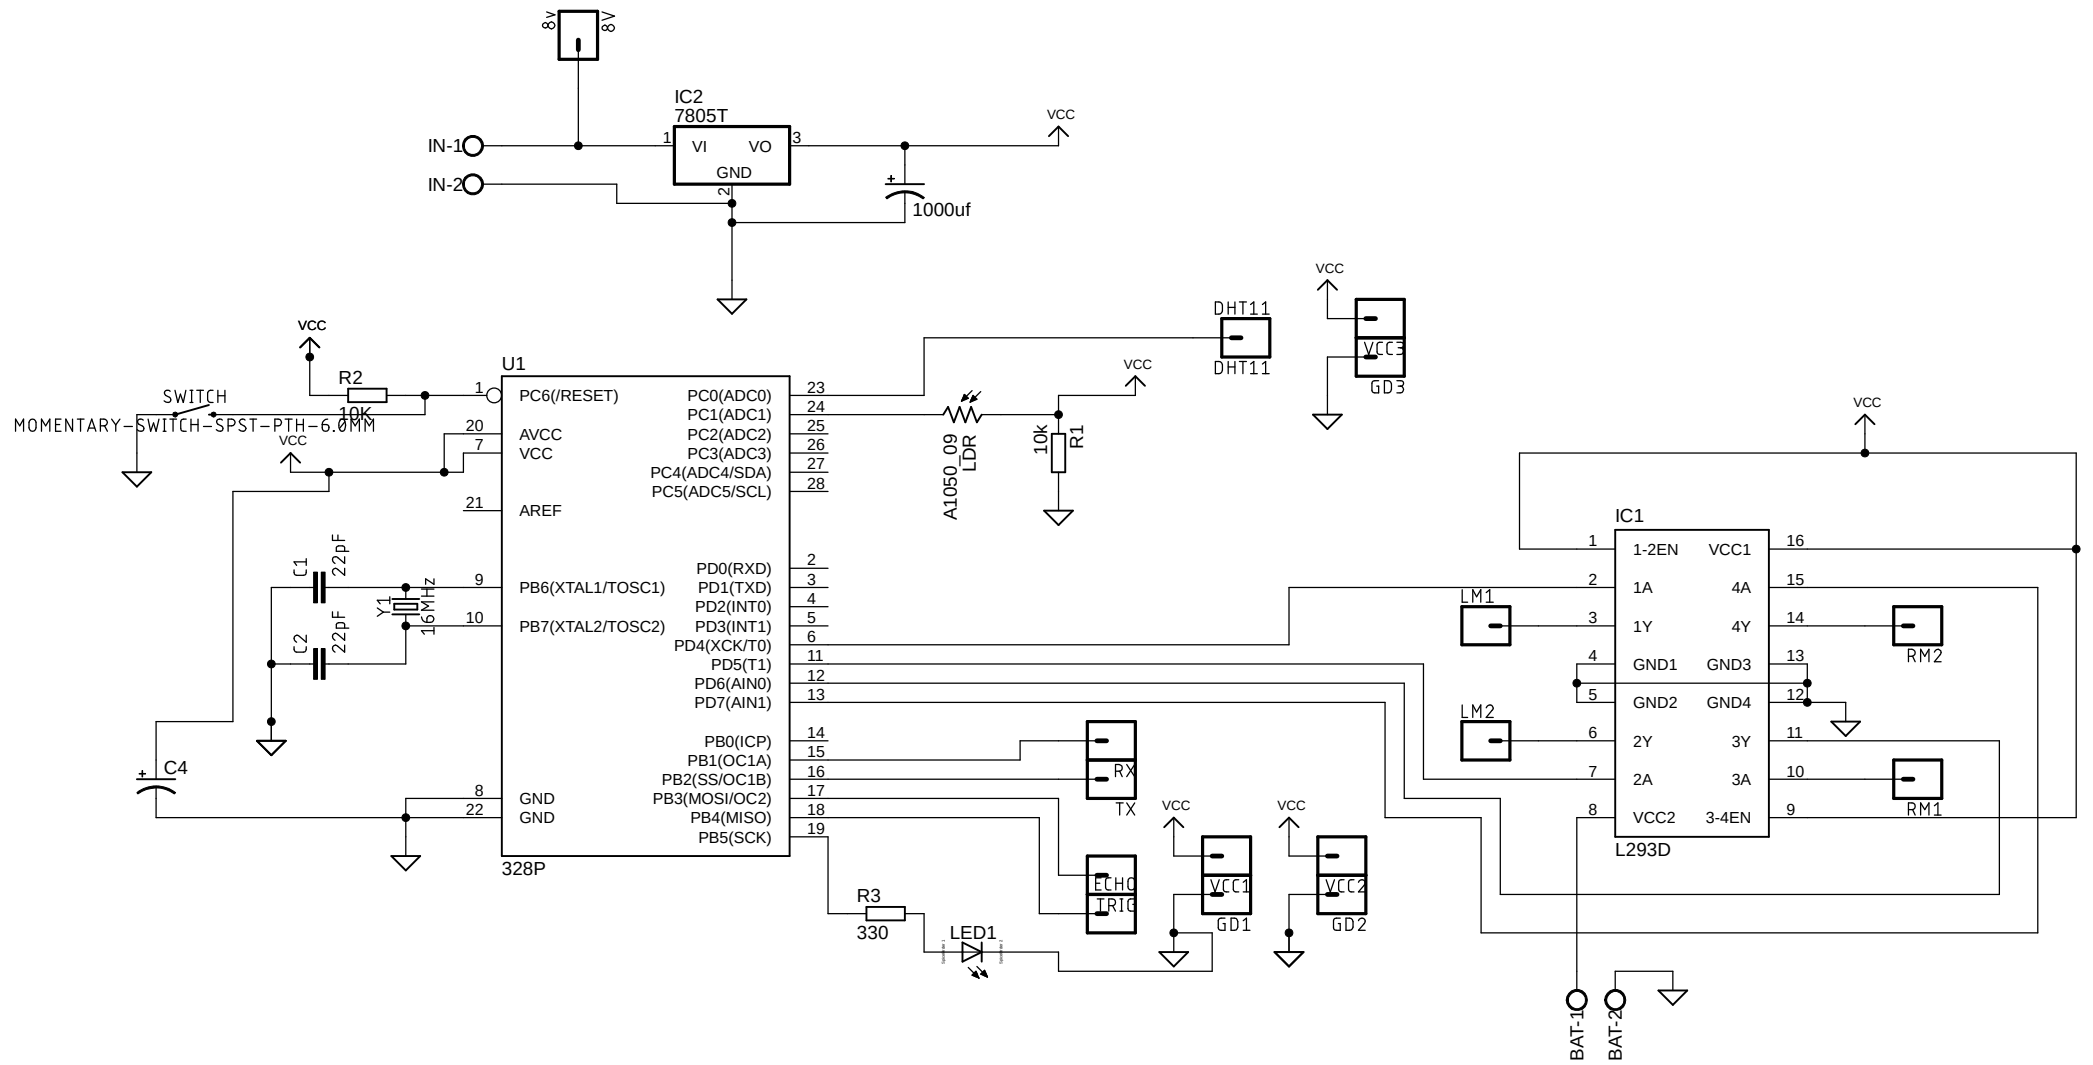 8v
8V
IC2
7805T
VCC
IN-1
1
VI
VO
3
IN-2
GND
2
+
1000uf
VCC
DHT11
DHT11
VCC3
GD3
VCC
R2
10K
SWITCH
MOMENTARY-SWITCH-SPST-PTH-6.0MM
VCC
U1
1
PC6(/RESET)
PC0(ADC0)
23
20
AVCC
PC1(ADC1)
24
7
VCC
PC2(ADC2)
25
PC3(ADC3)
26
PC4(ADC4/SDA)
27
PC5(ADC5/SCL)
28
21
AREF
PD0(RXD)
2
9
PB6(XTAL1/TOSC1)
PD1(TXD)
3
PD2(INT0)
4
10
PB7(XTAL2/TOSC2)
PD3(INT1)
5
PD4(XCK/T0)
6
PD5(T1)
11
PD6(AIN0)
12
PD7(AIN1)
13
PB0(ICP)
14
PB1(OC1A)
15
PB2(SS/OC1B)
16
8
GND
PB3(MOSI/OC2)
17
22
GND
PB4(MISO)
18
PB5(SCK)
19
328P
C1
22pF
C2
22pF
Y1
16MHz
+
C4
A1050_09
LDR
VCC
10k
R1
RX
TX
ECHO
TRIG
VCC
VCC1
GD1
VCC
VCC2
GD2
R3
330
LED1
VCC
IC1
1
1-2EN
VCC1
16
2
1A
4A
15
LM1
3
1Y
4Y
14
RM2
4
GND1
GND3
13
5
GND2
GND4
12
LM2
6
2Y
3Y
11
7
2A
3A
10
RM1
8
VCC2
3-4EN
9
L293D
BAT-1
BAT-2